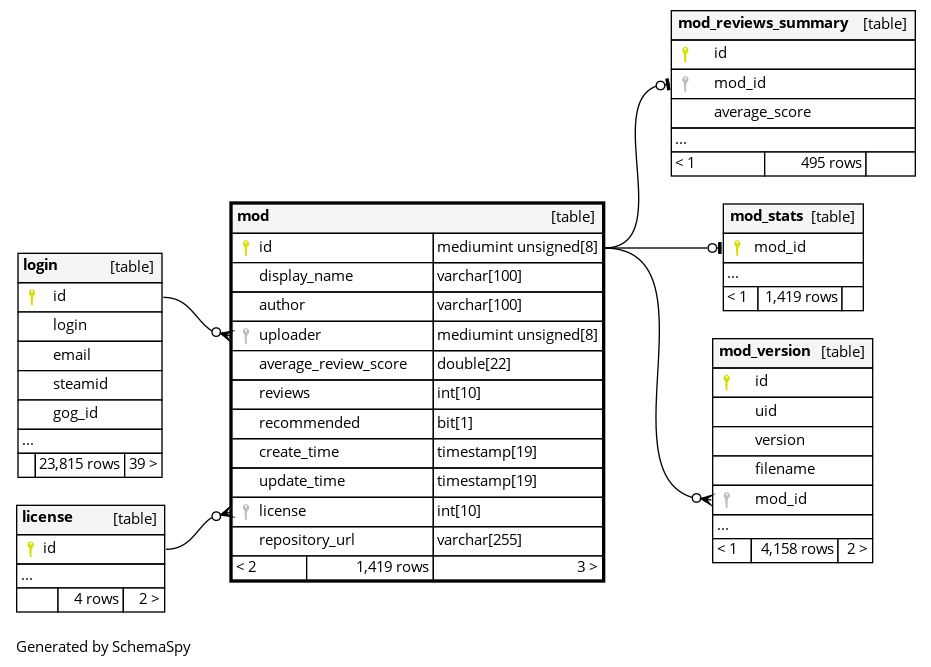 mod_reviews_summary [table]
id
mod_id
average_score
...
< 1 495 rows
mod [table]
id mediumint unsigned[8]
display_name varchar[100]
author varchar[100]
uploader mediumint unsigned[8]
average_review_score double[22]
reviews int[10]
recommended bit[1]
create_time timestamp[19]
update_time timestamp[19]
license int[10]
repository_url varchar[255]
< 2 1,419 rows 3 >
mod_stats [table]
mod_id
...
< 1 1,419 rows
login [table]
id
login
email
steamid
gog_id
...
23,815 rows 39 >
mod_version [table]
id
uid
version
filename
mod_id
...
< 1 4,158 rows 2 >
license [table]
id
...
4 rows 2 >
Generated by SchemaSpy